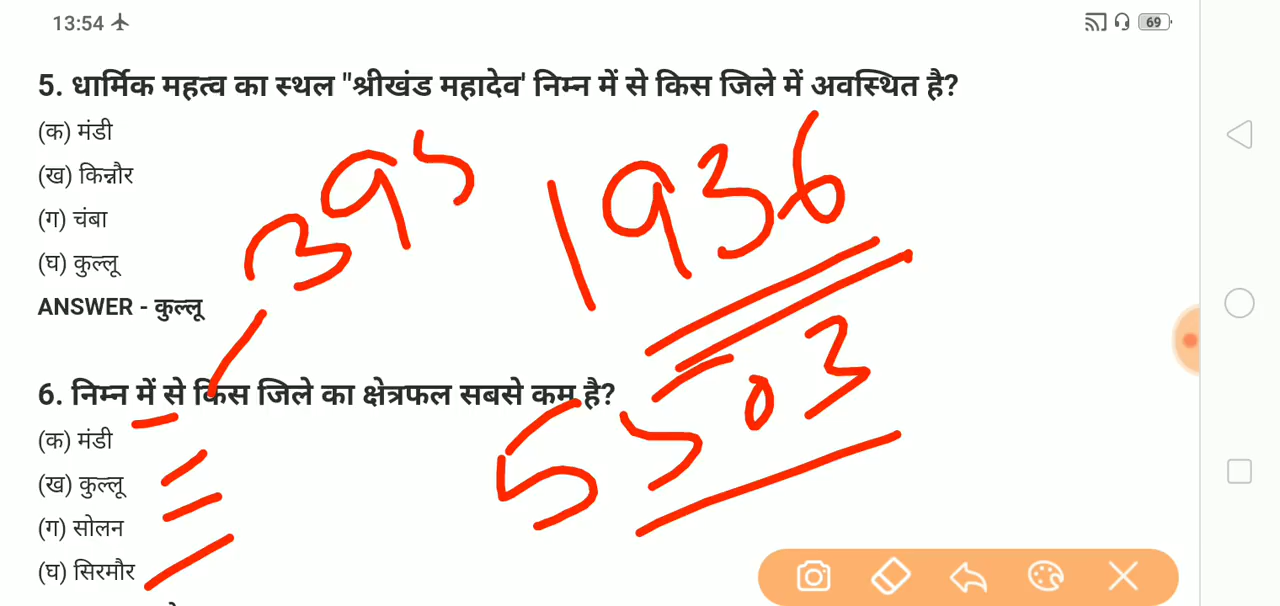 13:54
69
5. धार्मिक महत्व का स्थल "श्रीखंड महादेव' निम्न में से किस जिले में अवस्थित है?
(क) मंडी
(ख) किन्नौर
(ग) चंबा
(घ) कुल्लू
ANSWER - कुल्लू
395
1936
6. निम्न में से किस जिले का क्षेत्रफल सबसे कम है?
5503
(क) मंडी
(ख) कुल्लू
(ग) सोलन
(घ) सिरमौर